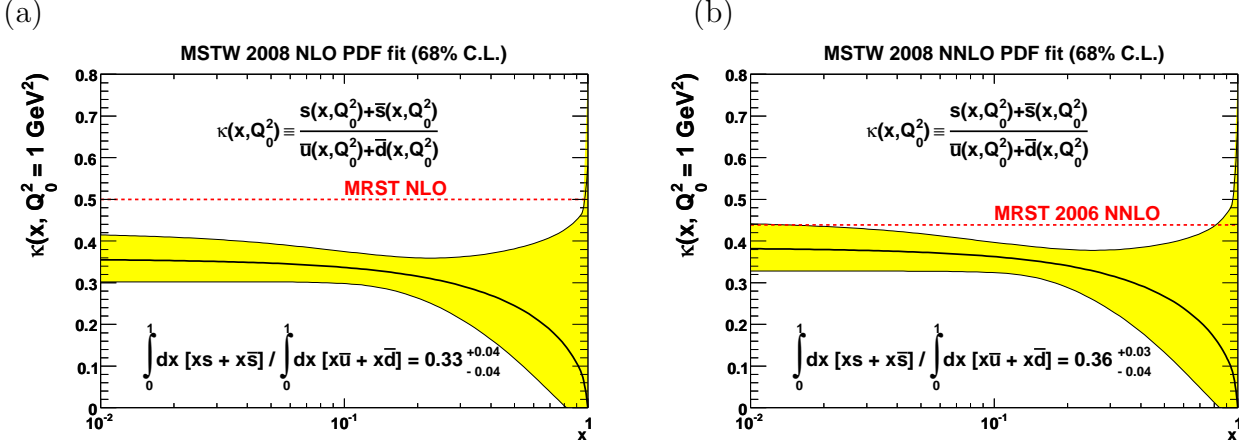 (a)
MSTW 2008 NLO PDF fit (68% C.L.)
κ(x, Q₀² = 1 GeV²)
0.8
0.7
0.6
0.5
0.4
0.3
0.2
0.1
0
κ(x,Q₀²) ≡ s(x,Q₀²)+s̅(x,Q₀²) / u̅(x,Q₀²)+d̅(x,Q₀²)
MRST NLO
∫₀¹ dx [xs + xs̅] / ∫₀¹ dx [xu̅ + xd̅] = 0.33 +0.04 - 0.04
10⁻² 10⁻¹ x 1
(b)
MSTW 2008 NNLO PDF fit (68% C.L.)
κ(x, Q₀² = 1 GeV²)
0.8
0.7
0.6
0.5
0.4
0.3
0.2
0.1
0
κ(x,Q₀²) ≡ s(x,Q₀²)+s̅(x,Q₀²) / u̅(x,Q₀²)+d̅(x,Q₀²)
MRST 2006 NNLO
∫₀¹ dx [xs + xs̅] / ∫₀¹ dx [xu̅ + xd̅] = 0.36 +0.03 - 0.04
10⁻² 10⁻¹ x 1